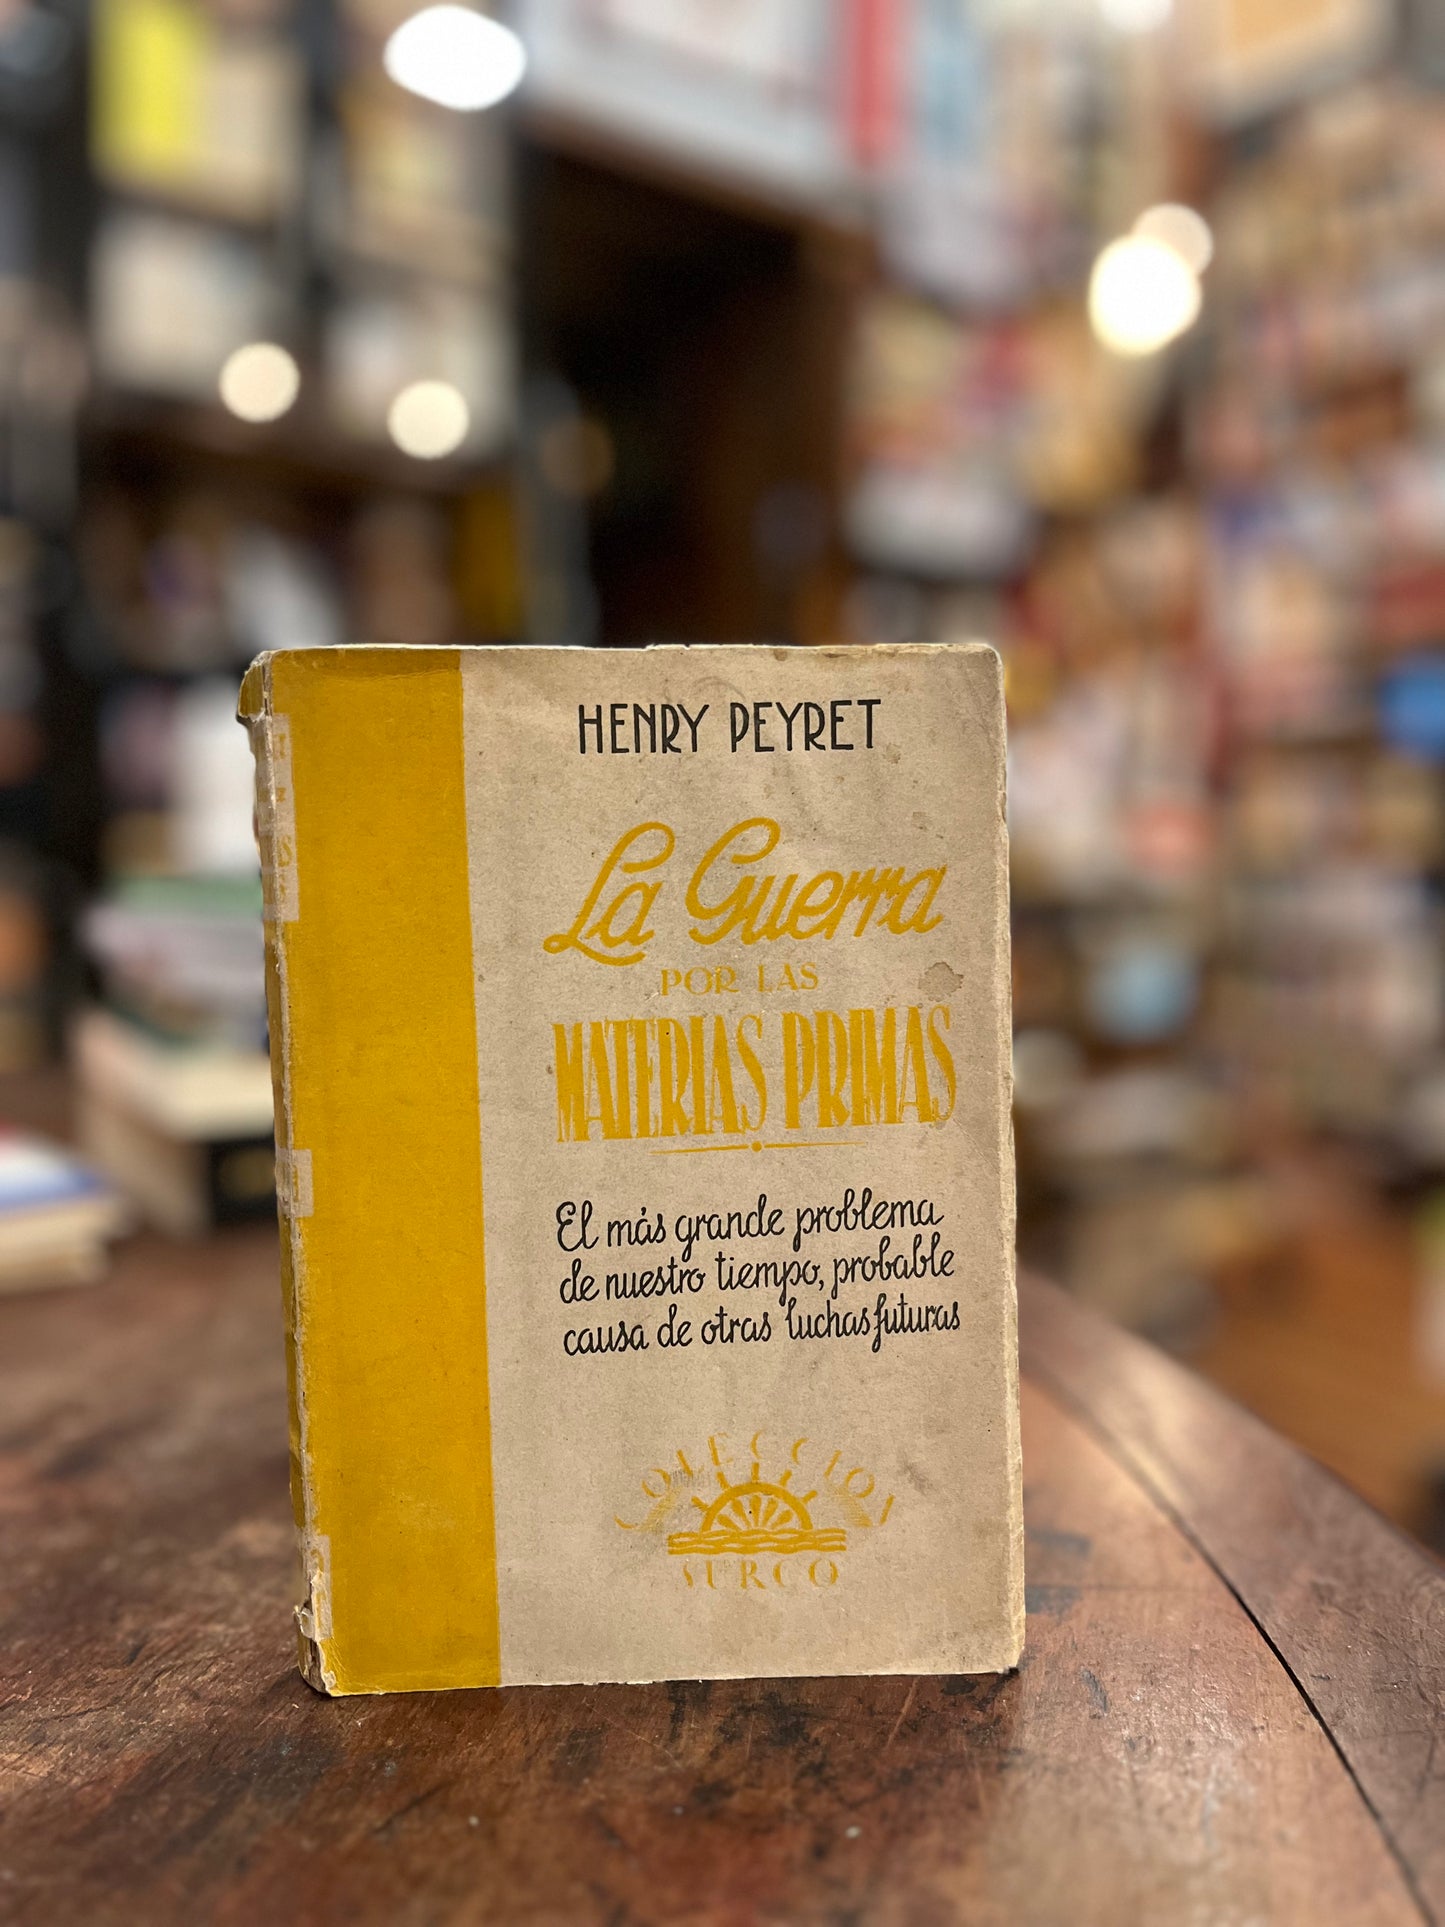 HENRY PEYRET
La Guerra
POR LAS
MATERIAS PRIMAS
El más grande problema
de nuestro tiempo, probable
causa de otras luchas futuras
COLECCION
SURCO